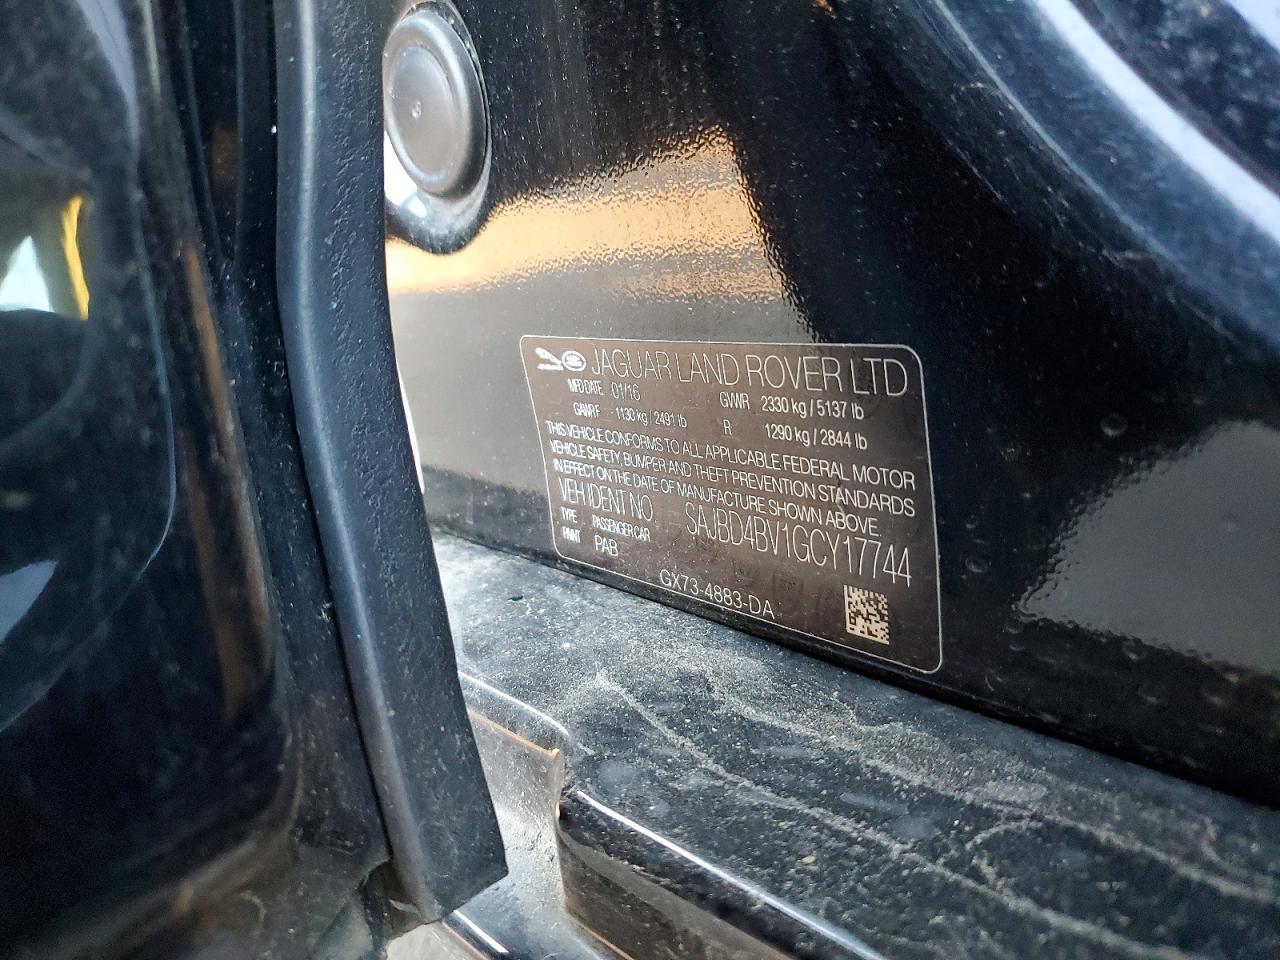 JAGUAR LAND ROVER LTD
MFD DATE 01/16 GVWR 2330 kg / 5137 lb
GAWR F 1130 kg / 2491 lb R 1290 kg / 2844 lb
THIS VEHICLE CONFORMS TO ALL APPLICABLE FEDERAL MOTOR
VEHICLE SAFETY, BUMPER AND THEFT PREVENTION STANDARDS
IN EFFECT ON THE DATE OF MANUFACTURE SHOWN ABOVE
VEH IDENT NO SAJBD4BV1GCY17744
TYPE PASSENGER CAR
PAINT PAB
GX73-4883-DA